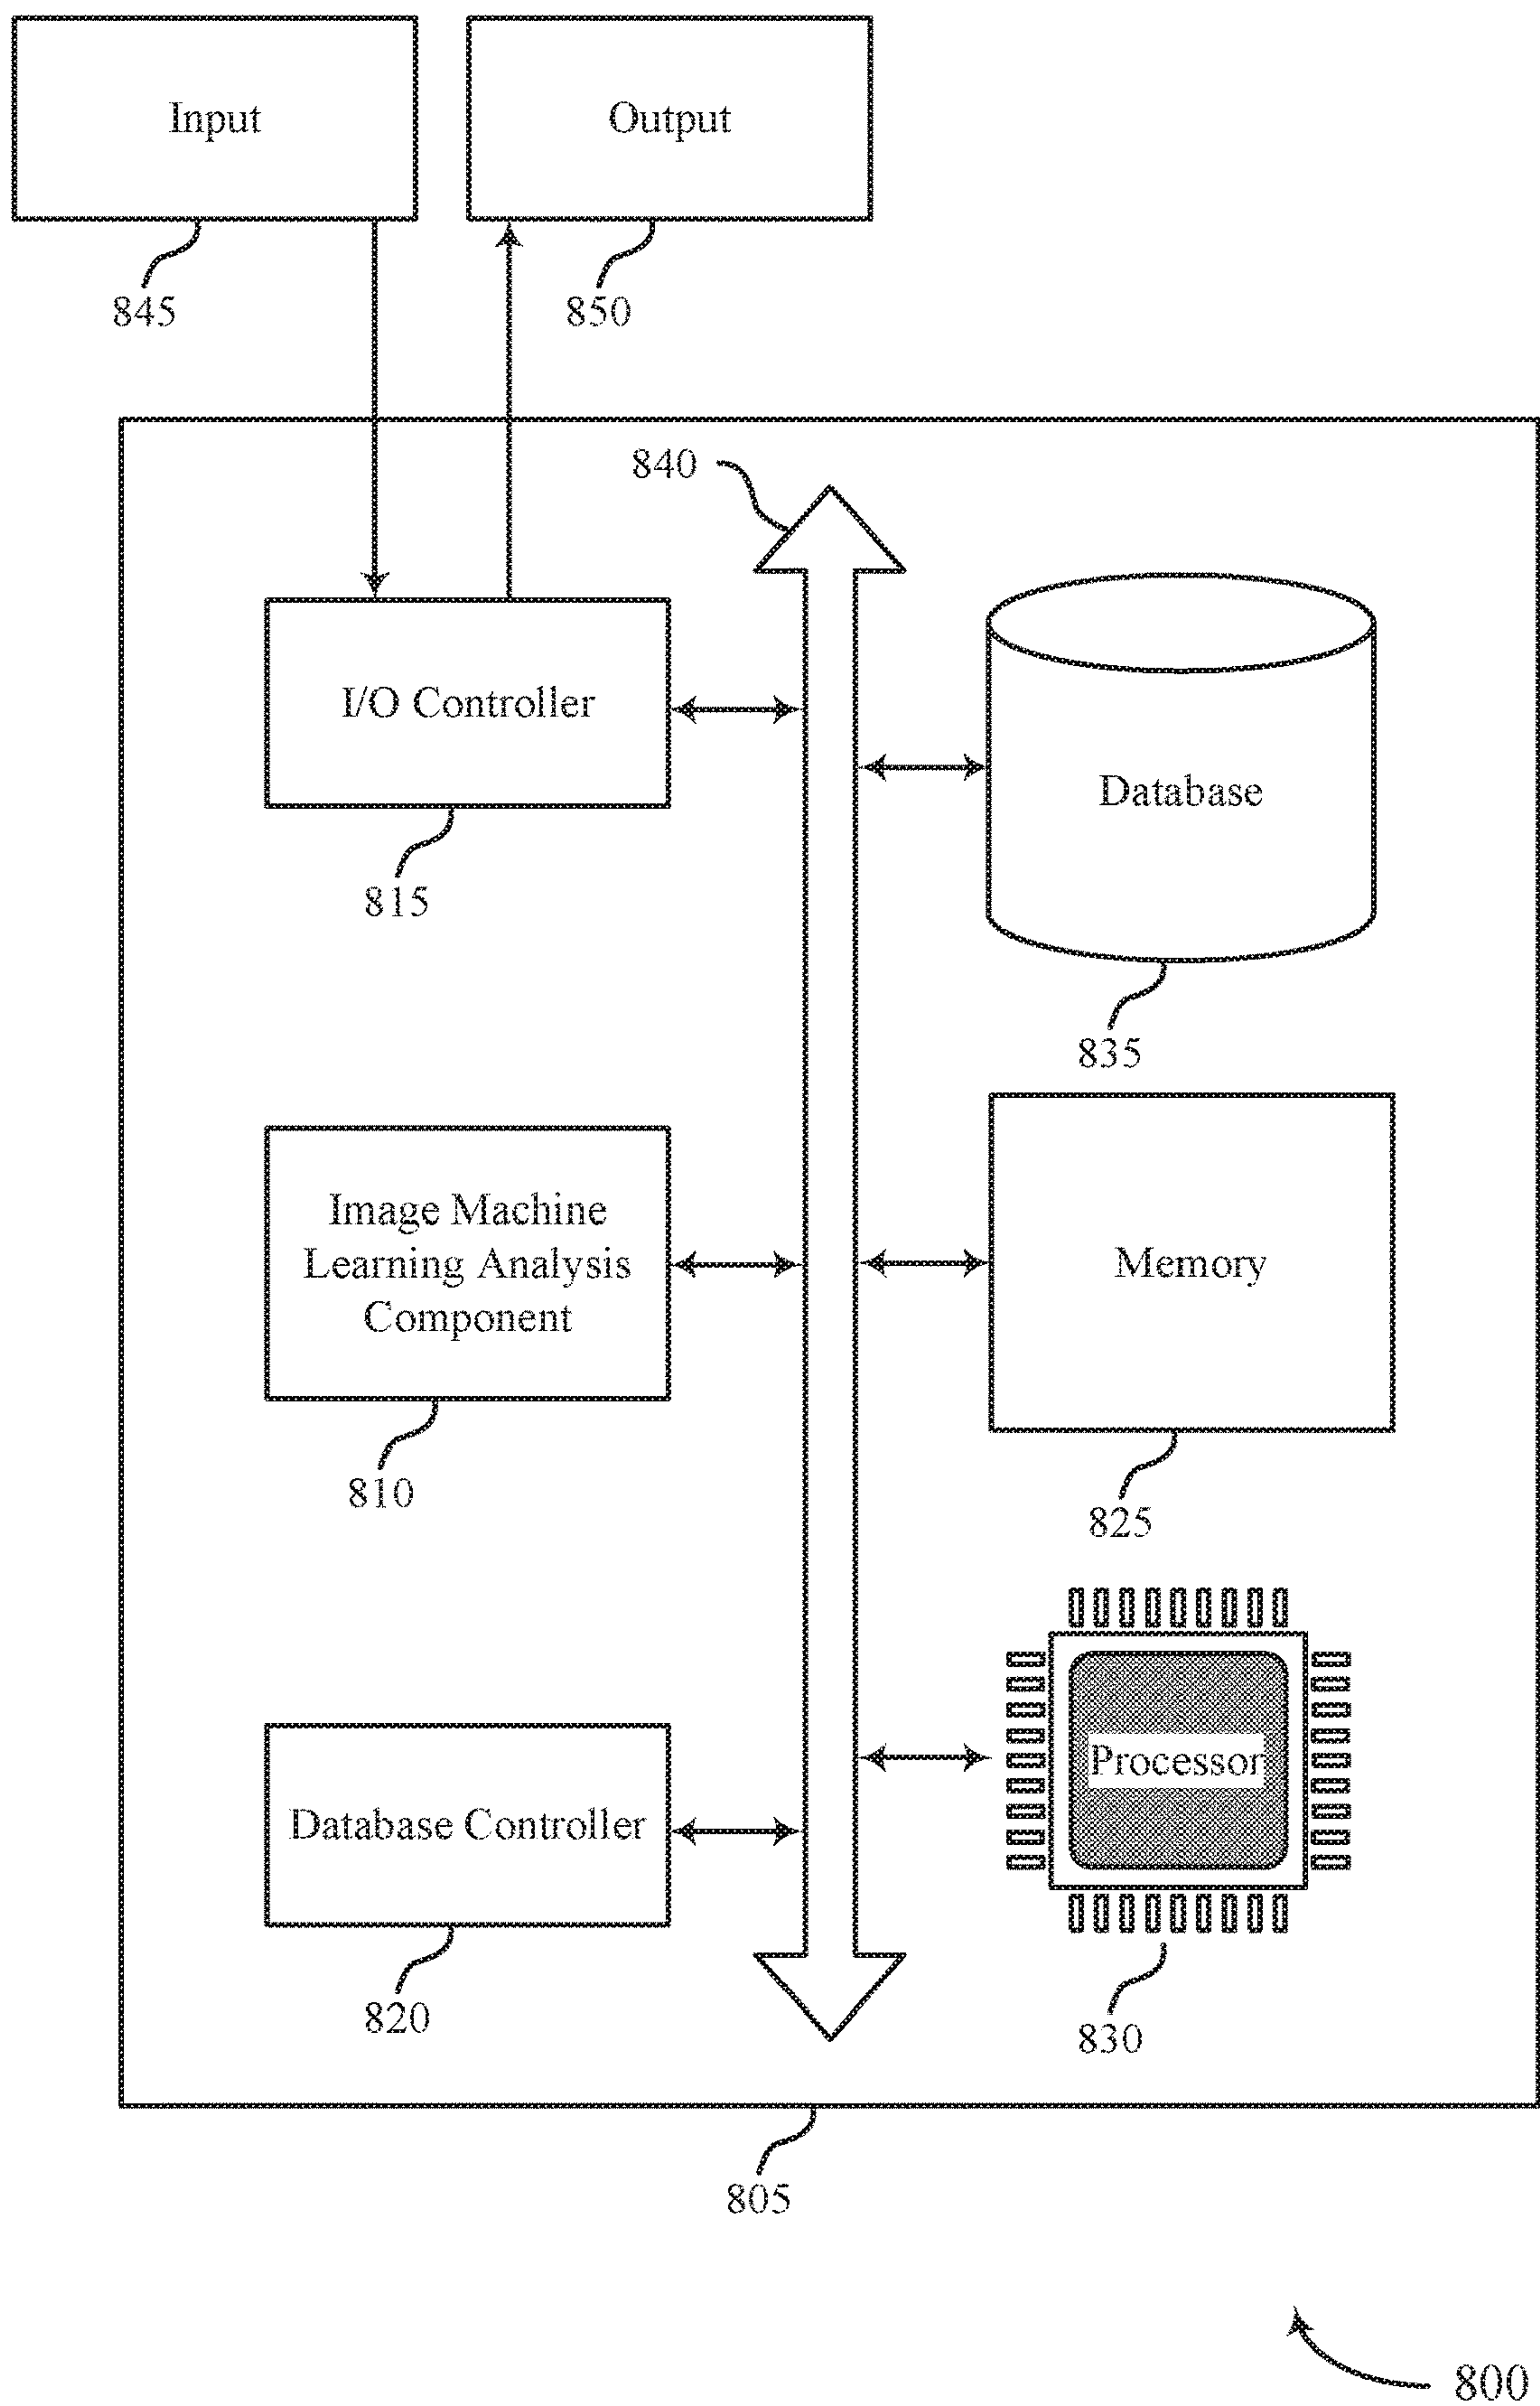 Input
Output
845
850
840
I/O Controller
Database
815
835
Image Machine
Learning Analysis
Component
Memory
810
825
Processor
Database Controller
820
830
805
800